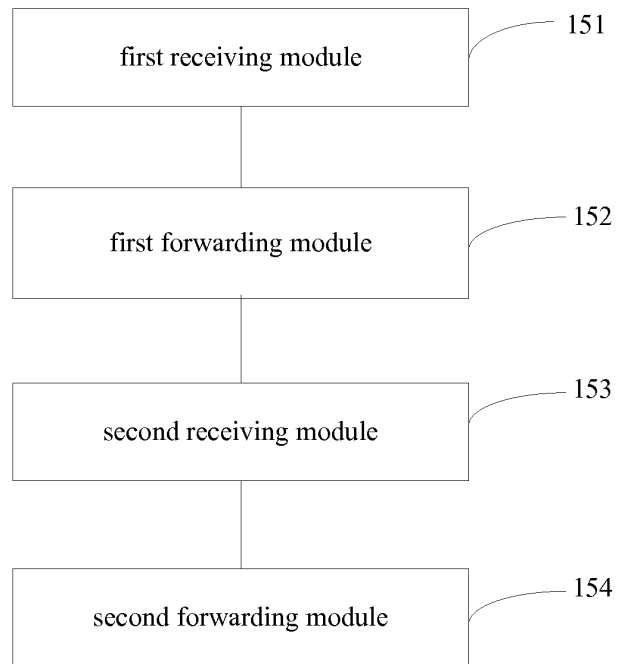 first receiving module
151
first forwarding module
152
second receiving module
153
second forwarding module
154